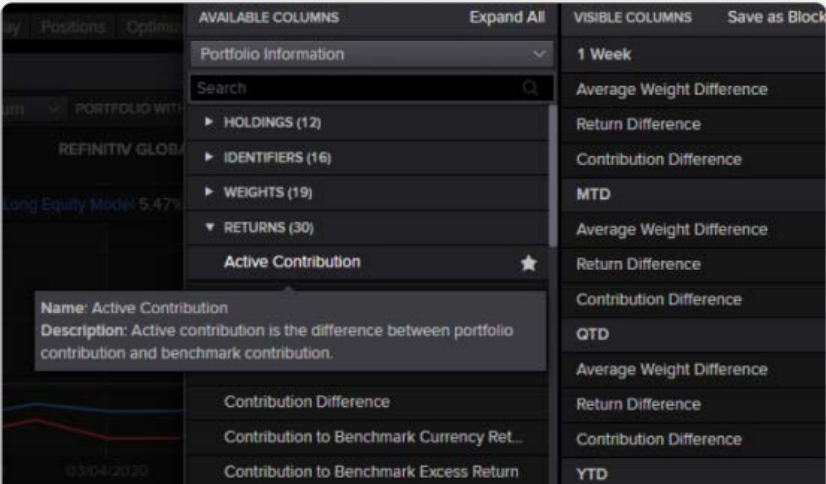 Positions Optimiz
PORTFOLIO WITH
REFINITIV GLOBA
Long Equity Model 5.47%
03/04/2020
AVAILABLE COLUMNS Expand All
Portfolio Information
Search
HOLDINGS (12)
IDENTIFIERS (16)
WEIGHTS (19)
RETURNS (30)
Active Contribution
Name: Active Contribution
Description: Active contribution is the difference between portfolio
contribution and benchmark contribution.
Contribution Difference
Contribution to Benchmark Currency Ret...
Contribution to Benchmark Excess Return
VISIBLE COLUMNS Save as Block
1 Week
Average Weight Difference
Return Difference
Contribution Difference
MTD
Average Weight Difference
Return Difference
Contribution Difference
QTD
Average Weight Difference
Return Difference
Contribution Difference
YTD